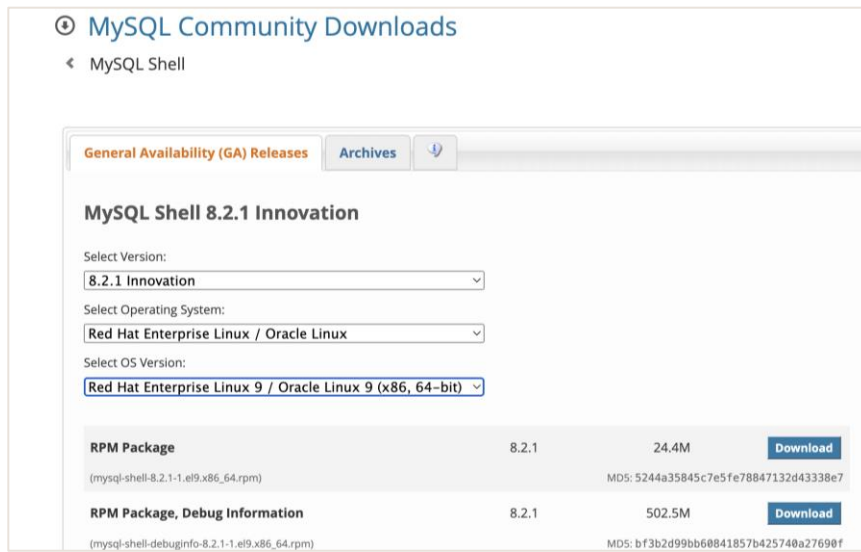 MySQL Community Downloads
MySQL Shell
General Availability (GA) Releases Archives
MySQL Shell 8.2.1 Innovation
Select Version:
8.2.1 Innovation
Select Operating System:
Red Hat Enterprise Linux / Oracle Linux
Select OS Version:
Red Hat Enterprise Linux 9 / Oracle Linux 9 (x86, 64-bit)
RPM Package 8.2.1 24.4M Download
(mysql-shell-8.2.1-1.el9.x86_64.rpm) MD5: 5244a35845c7e5fe78847132d43338e7
RPM Package, Debug Information 8.2.1 502.5M Download
(mysql-shell-debuginfo-8.2.1-1.el9.x86_64.rpm) MD5: bf3b2d99bb60841857b425740a27690f